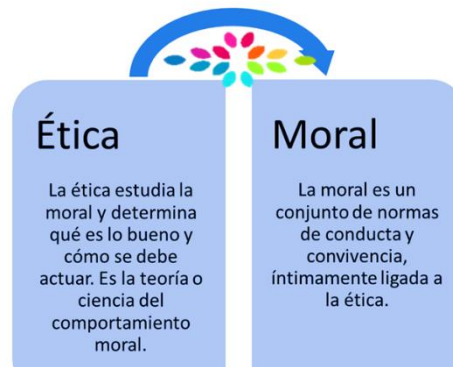 Ética
La ética estudia la
moral y determina
qué es lo bueno y
cómo se debe
actuar. Es la teoría o
ciencia del
comportamiento
moral.
Moral
La moral es un
conjunto de normas
de conducta y
convivencia,
íntimamente ligada a
la ética.